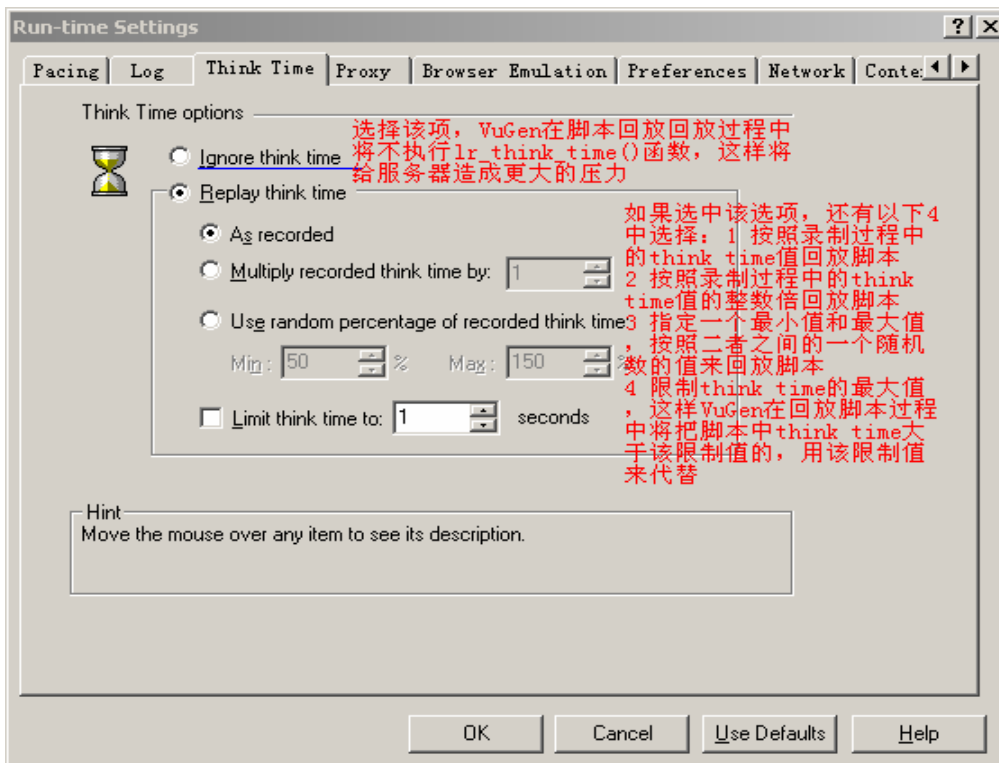 Run-time Settings
Pacing Log Think Time Proxy Browser Emulation Preferences Network Conte
Think Time options
选择该项，VuGen在脚本回放回放过程中
将不执行lr_think_time()函数，这样将
给服务器造成更大的压力
Ignore think time
Replay think time
As recorded
Multiply recorded think time by: 1
Use random percentage of recorded think time
Min: 50 % Max: 150 %
Limit think time to: 1 seconds
如果选中该选项，还有以下4
中选择：1 按照录制过程中
的think time值回放脚本
2 按照录制过程中的think
time值的整数倍回放脚本
3 指定一个最小值和最大值
，按照二者之间的一个随机
数的值来回放脚本
4 限制think time的最大值
，这样VuGen在回放脚本过程
中将把脚本中think time大
于该限制值的，用该限制值
来代替
Hint
Move the mouse over any item to see its description.
OK Cancel Use Defaults Help